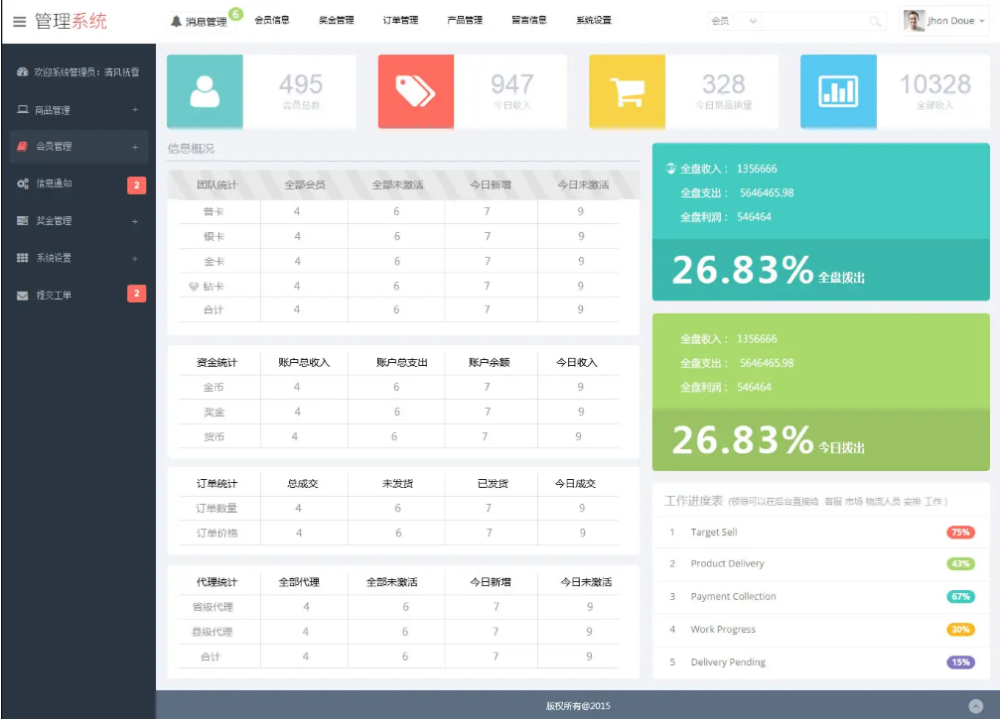 管理系统
消息管理 6
会员信息 奖金管理 订单管理 产品管理 留言信息 系统设置
会员
Jhon Doue
欢迎系统管理员：清风抚音
商品管理 +
会员管理 +
信息通知 2
奖金管理 +
系统设置 +
提交工单 2
495
会员总数
947
今日收入
328
今日商品销量
10328
全部收入
信息概况
团队统计 全部会员 全部未激活 今日新增 今日未激活
普卡 4 6 7 9
银卡 4 6 7 9
金卡 4 6 7 9
钻卡 4 6 7 9
合计 4 6 7 9
资金统计 账户总收入 账户总支出 账户余额 今日收入
金币 4 6 7 9
奖金 4 6 7 9
货币 4 6 7 9
订单统计 总成交 未发货 已发货 今日成交
订单数量 4 6 7 9
订单价格 4 6 7 9
代理统计 全部代理 全部未激活 今日新增 今日未激活
省级代理 4 6 7 9
县级代理 4 6 7 9
合计 4 6 7 9
全盘收入： 1356666
全盘支出： 5646465.98
全盘利润： 546464
26.83% 全盘拨出
全盘收入： 1356666
全盘支出： 5646465.98
全盘利润： 546464
26.83% 今日拨出
工作进度表 (领导可以在后台直接给 客服 市场 物流人员 安排 工作 )
1 Target Sell 75%
2 Product Delivery 43%
3 Payment Collection 67%
4 Work Progress 30%
5 Delivery Pending 15%
版权所有@2015